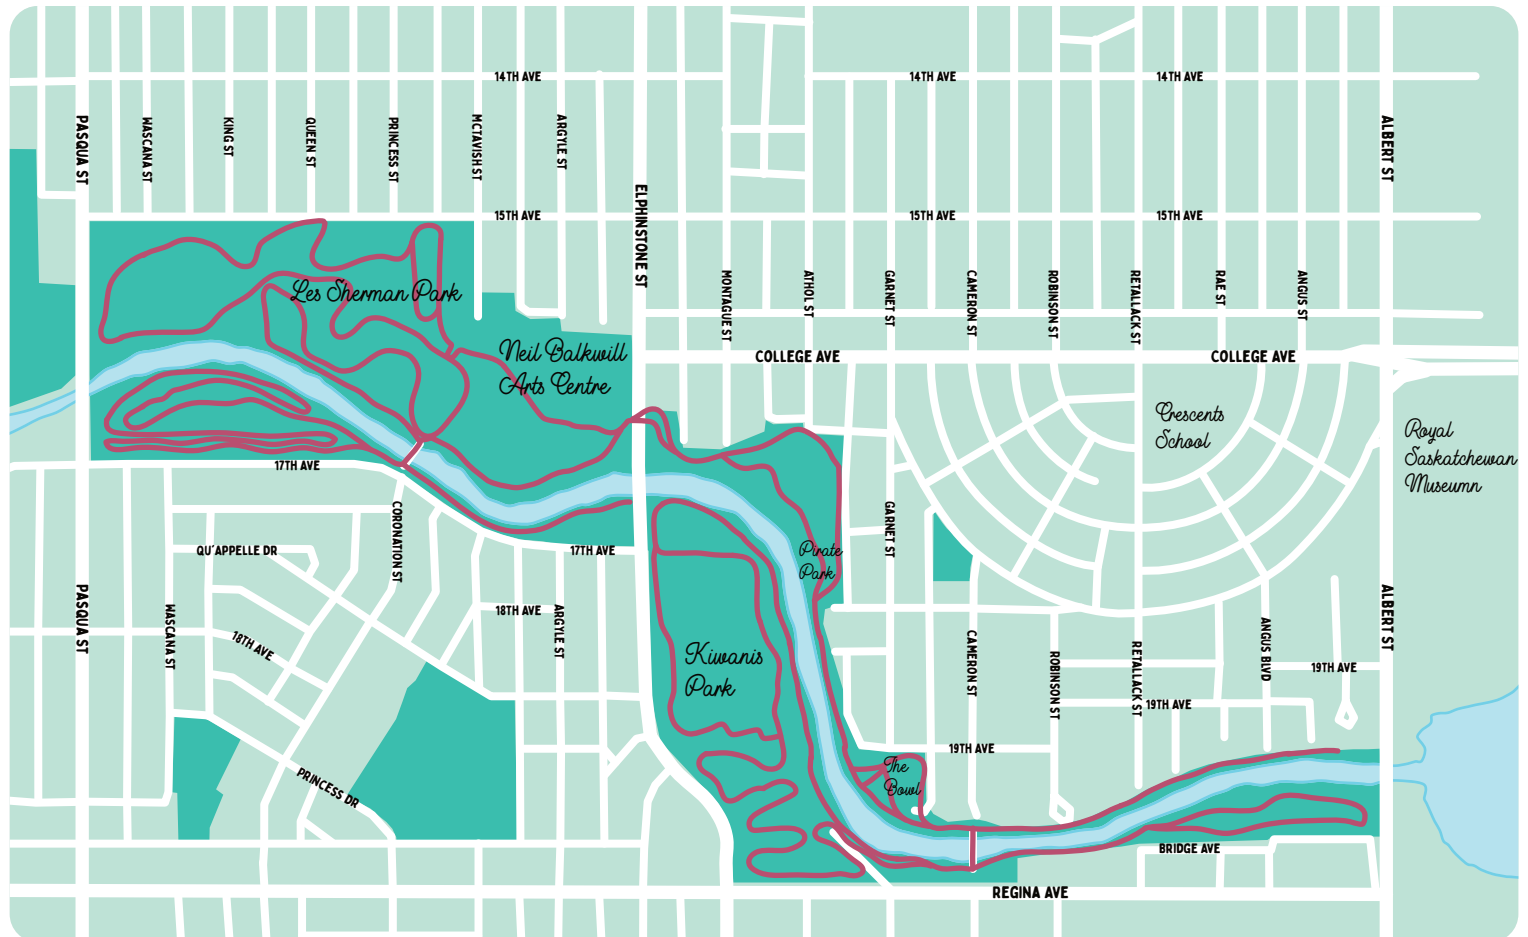 14TH AVE
14TH AVE
14TH AVE
PASQUA ST
WASCANA ST
KING ST
QUEEN ST
PRINCESS ST
MCTAVISH ST
ARGYLE ST
ALBERT ST
15TH AVE
15TH AVE
15TH AVE
ELPHINSTONE ST
MONTAGUE ST
ATHOL ST
GARNET ST
CAMERON ST
ROBINSON ST
RETALLACK ST
RAE ST
ANGUS ST
Les Sherman Park
Neil Balkwill
Arts Centre
COLLEGE AVE
COLLEGE AVE
Crescents
School
Royal
Saskatchewan
Museumn
17TH AVE
CORONATION ST
GARNET ST
QU'APPELLE DR
17TH AVE
Pirate
Park
PASQUA ST
WASCANA ST
18TH AVE
18TH AVE
ARGYLE ST
ALBERT ST
Kiwanis
Park
CAMERON ST
ROBINSON ST
RETALLACK ST
ANGUS BLVD
19TH AVE
19TH AVE
19TH AVE
The
Bowl
PRINCESS DR
BRIDGE AVE
REGINA AVE